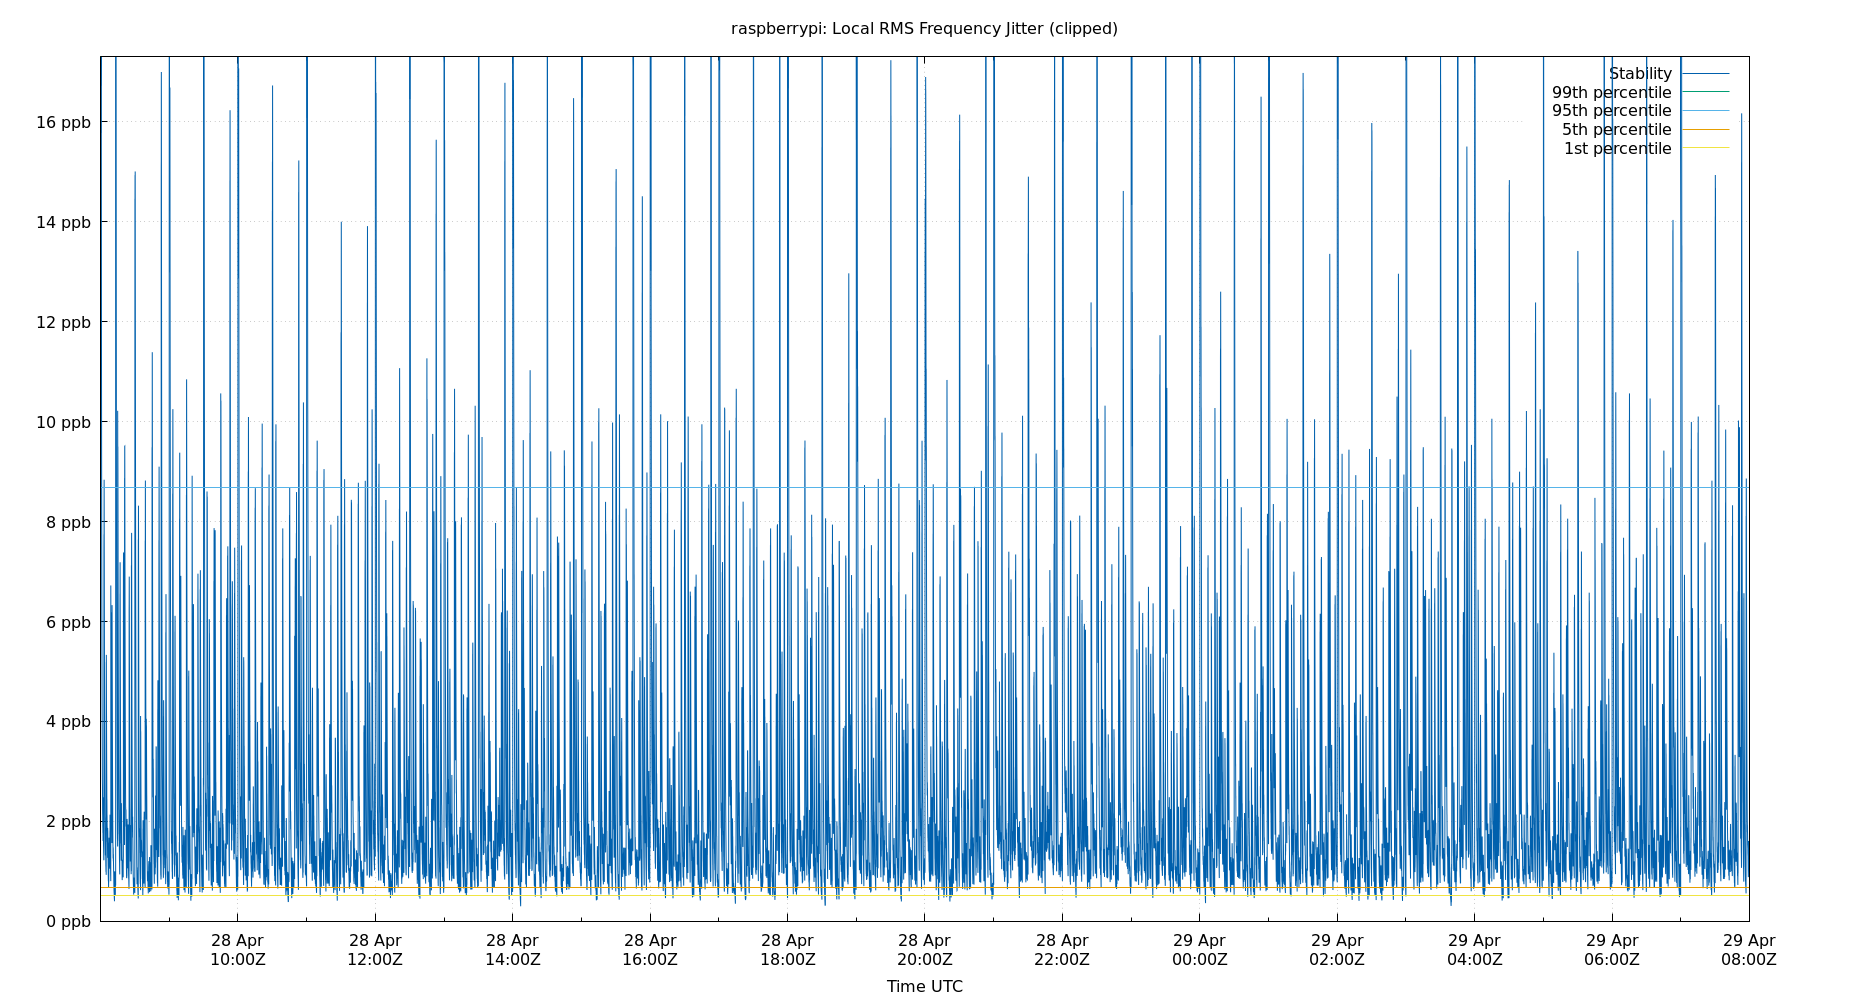 raspberrypi: Local RMS Frequency Jitter (clipped)
Stability
99th percentile
95th percentile
5th percentile
1st percentile
16 ppb
14 ppb
12 ppb
10 ppb
8 ppb
6 ppb
4 ppb
2 ppb
0 ppb
28 Apr
10:00Z
28 Apr
12:00Z
28 Apr
14:00Z
28 Apr
16:00Z
28 Apr
18:00Z
28 Apr
20:00Z
28 Apr
22:00Z
29 Apr
00:00Z
29 Apr
02:00Z
29 Apr
04:00Z
29 Apr
06:00Z
29 Apr
08:00Z
Time UTC